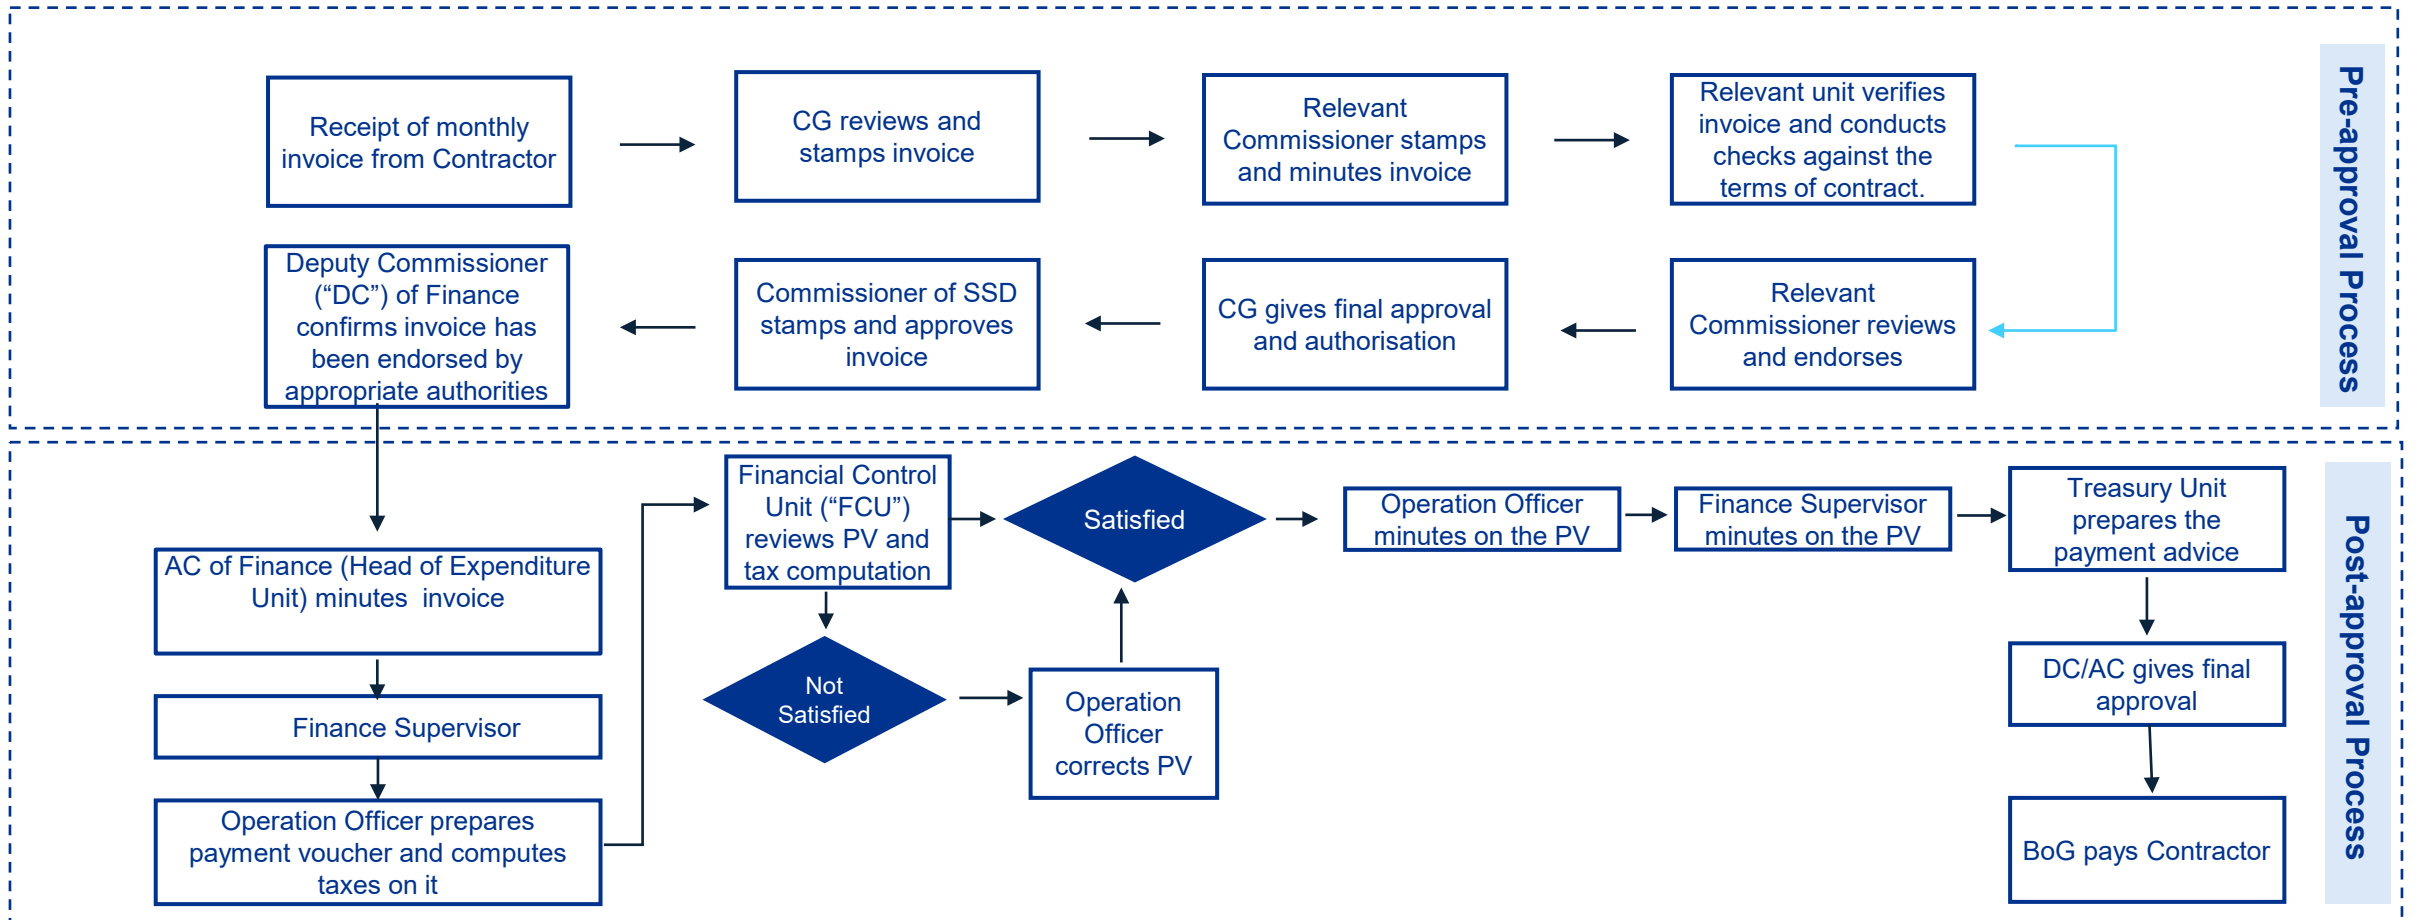 Receipt of monthly
invoice from Contractor
CG reviews and
stamps invoice
Relevant
Commissioner stamps
and minutes invoice
Relevant unit verifies
invoice and conducts
checks against the
terms of contract.
Pre-approval Process
Deputy Commissioner
(“DC”) of Finance
confirms invoice has
been endorsed by
appropriate authorities
Commissioner of SSD
stamps and approves
invoice
CG gives final approval
and authorisation
Relevant
Commissioner reviews
and endorses
AC of Finance (Head of Expenditure
Unit) minutes  invoice
Finance Supervisor
Operation Officer prepares
payment voucher and computes
taxes on it
Financial Control
Unit (“FCU”)
reviews PV and
tax computation
Satisfied
Not
Satisfied
Operation
Officer
corrects PV
Operation Officer
minutes on the PV
Finance Supervisor
minutes on the PV
Treasury Unit
prepares the
payment advice
DC/AC gives final
approval
BoG pays Contractor
Post-approval Process